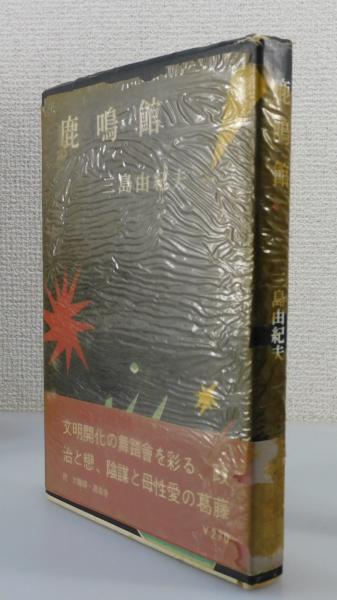 鹿鳴館
三島由紀夫
文明開化の舞踏會を彩る、政
治と戀、陰謀と母性愛の葛藤
¥270
鹿鳴館
三島由紀夫